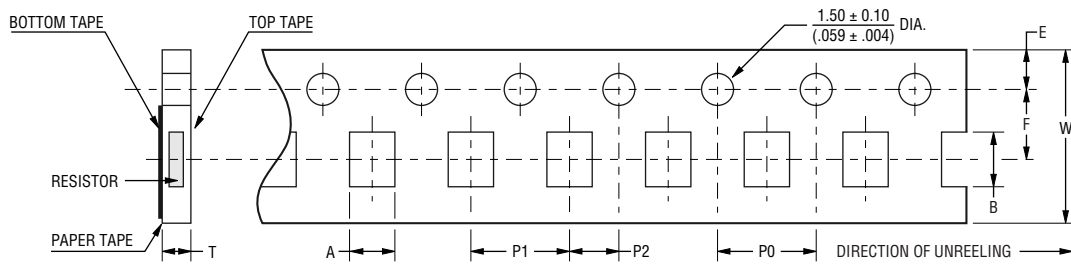 BOTTOM TAPE
TOP TAPE
1.50 ± 0.10
(.059 ± .004)
DIA.
E
F
W
RESISTOR
B
PAPER TAPE
T
A
P1
P2
P0
DIRECTION OF UNREELING